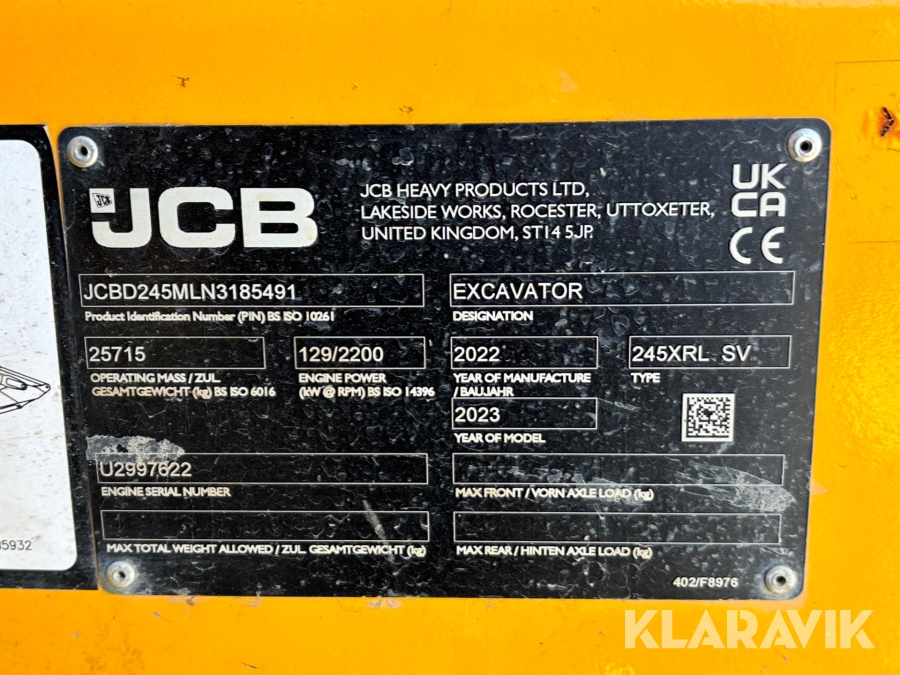 JCB
JCB HEAVY PRODUCTS LTD,
LAKESIDE WORKS, ROCESTER, UTTOXETER,
UNITED KINGDOM, ST14 5JP.
UK
CA
CE
JCBD245MLN3185491
Product Identification Number (PIN) BS ISO 10261
EXCAVATOR
DESIGNATION
25715
OPERATING MASS / ZUL.
GESAMTGEWICHT (kg) BS ISO 6016
129/2200
ENGINE POWER
(kW @ RPM) BS ISO 14396
2022
YEAR OF MANUFACTURE
/ BAUJAHR
245XRL SV
TYPE
2023
YEAR OF MODEL
U2997622
ENGINE SERIAL NUMBER
MAX FRONT / VORN AXLE LOAD (kg)
MAX TOTAL WEIGHT ALLOWED / ZUL. GESAMTGEWICHT (kg)
MAX REAR / HINTEN AXLE LOAD (kg)
402/F8976
5932
KLARAVIK